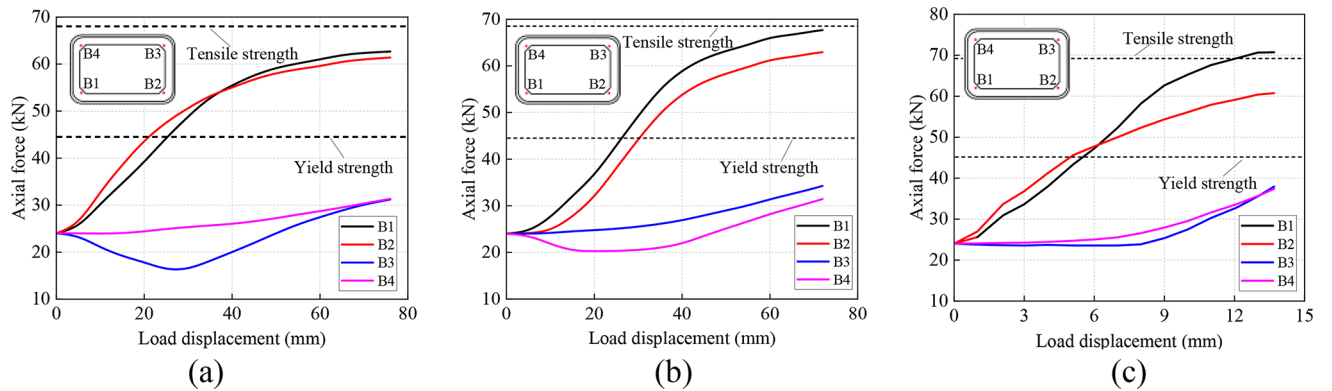 (a)
70
60
50
40
30
20
10
Axial force (kN)
0 20 40 60 80
Load displacement (mm)
Tensile strength
Yield strength
B4 B3
B1 B2
B1
B2
B3
B4
(b)
70
60
50
40
30
20
10
Axial force (kN)
0 20 40 60 80
Load displacement (mm)
Tensile strength
Yield strength
B4 B3
B1 B2
B1
B2
B3
B4
(c)
80
70
60
50
40
30
20
10
Axial force (kN)
0 3 6 9 12 15
Load displacement (mm)
Tensile strength
Yield strength
B4 B3
B1 B2
B1
B2
B3
B4